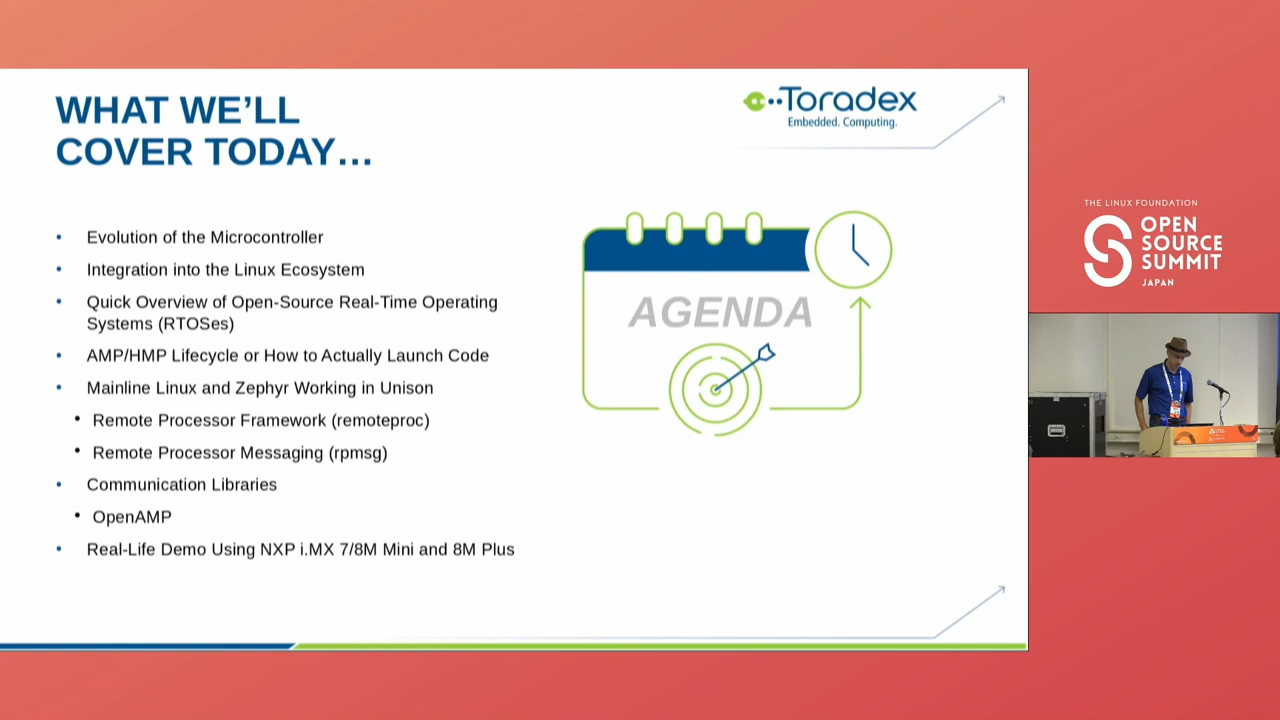 WHAT WE’LL
COVER TODAY…
Toradex
Embedded. Computing.
• Evolution of the Microcontroller
• Integration into the Linux Ecosystem
• Quick Overview of Open-Source Real-Time Operating
Systems (RTOSes)
• AMP/HMP Lifecycle or How to Actually Launch Code
• Mainline Linux and Zephyr Working in Unison
• Remote Processor Framework (remoteproc)
• Remote Processor Messaging (rpmsg)
• Communication Libraries
• OpenAMP
• Real-Life Demo Using NXP i.MX 7/8M Mini and 8M Plus
AGENDA
THE LINUX FOUNDATION
OPEN
SOURCE
SUMMIT
JAPAN